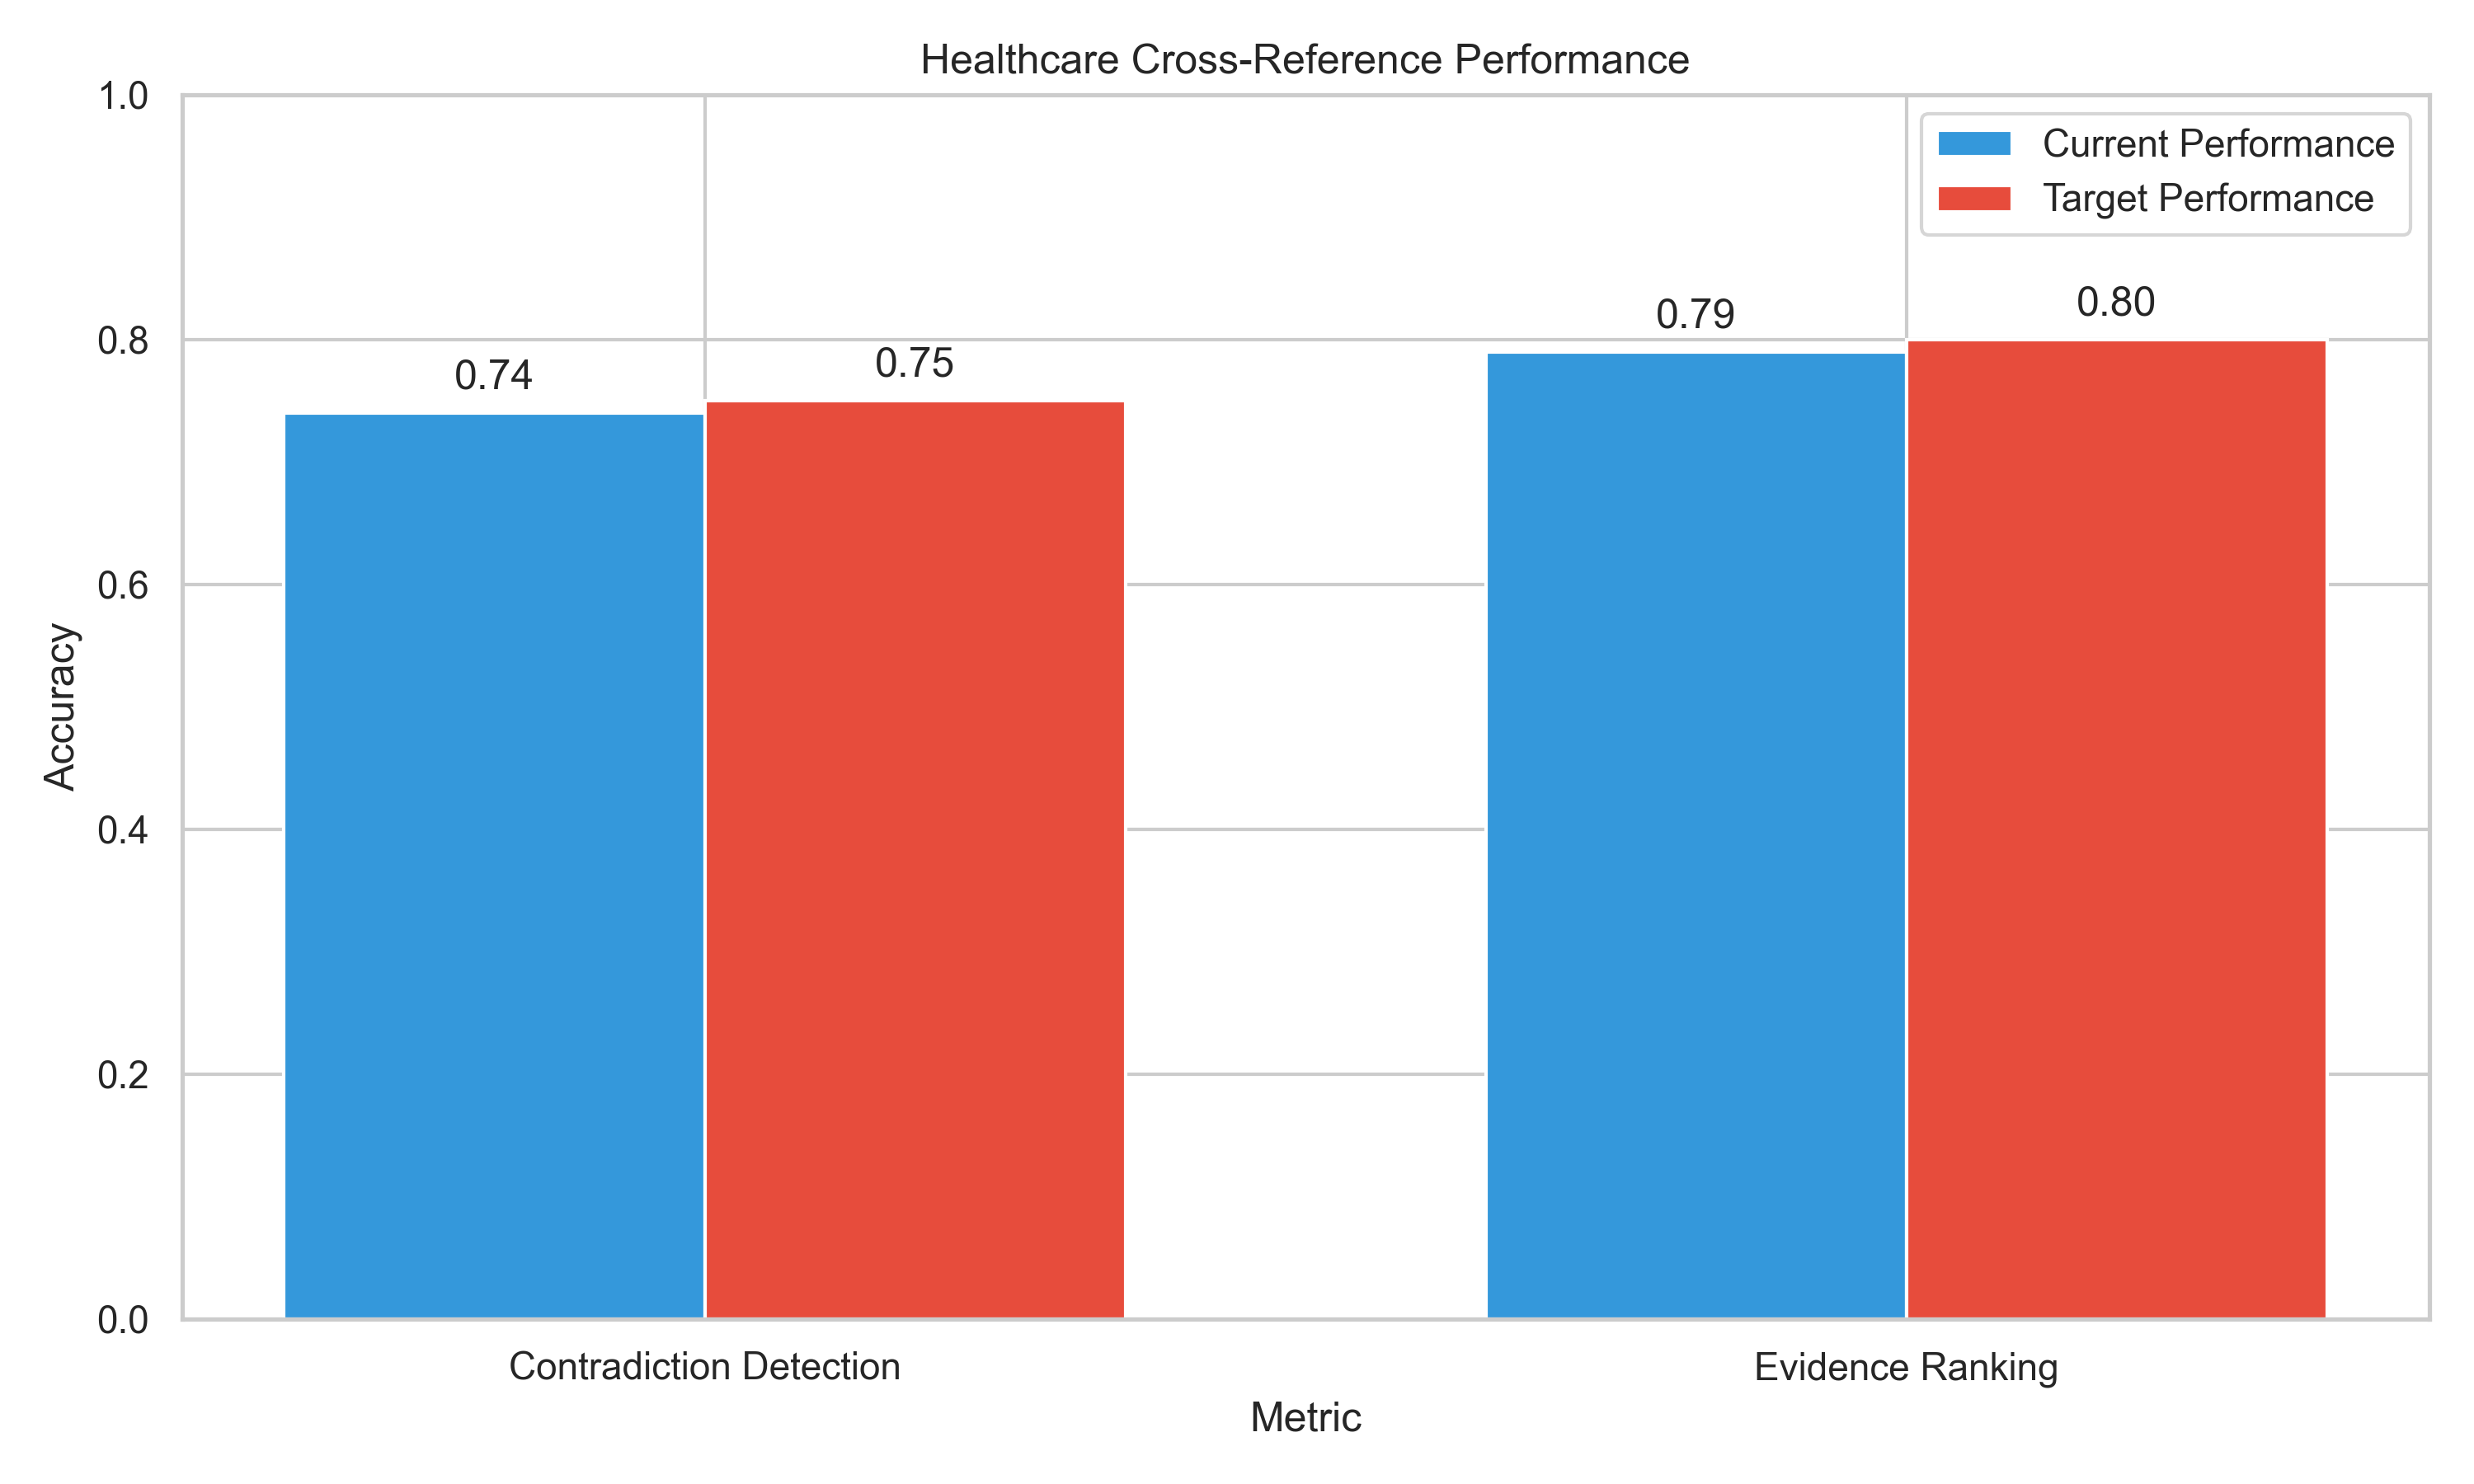 Healthcare Cross-Reference Performance
1.0
0.8
0.6
0.4
0.2
0.0
Accuracy
Current Performance
Target Performance
0.74
0.75
0.79
0.80
Contradiction Detection
Evidence Ranking
Metric